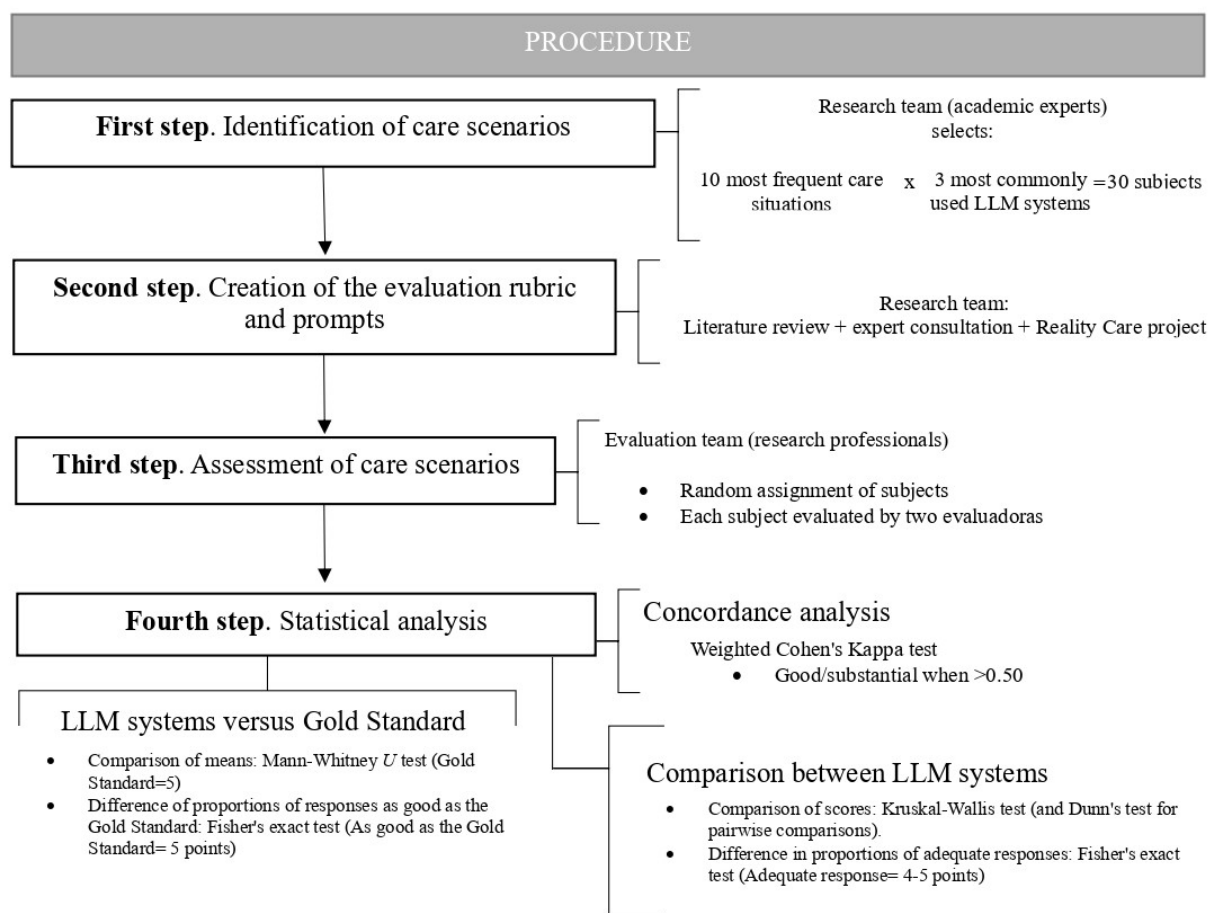 PROCEDURE
First step. Identification of care scenarios
Research team (academic experts)
selects:
10 most frequent care
situations
x
3 most commonly
used LLM systems
=30 subjects
Second step. Creation of the evaluation rubric
and prompts
Research team:
Literature review + expert consultation + Reality Care project
Third step. Assessment of care scenarios
Evaluation team (research professionals)
• Random assignment of subjects
• Each subject evaluated by two evaluadoras
Fourth step. Statistical analysis
Concordance analysis
Weighted Cohen's Kappa test
• Good/substantial when >0.50
LLM systems versus Gold Standard
• Comparison of means: Mann-Whitney U test (Gold
Standard=5)
• Difference of proportions of responses as good as the
Gold Standard: Fisher's exact test (As good as the Gold
Standard= 5 points)
Comparison between LLM systems
• Comparison of scores: Kruskal-Wallis test (and Dunn's test for
pairwise comparisons).
• Difference in proportions of adequate responses: Fisher's exact
test (Adequate response= 4-5 points)